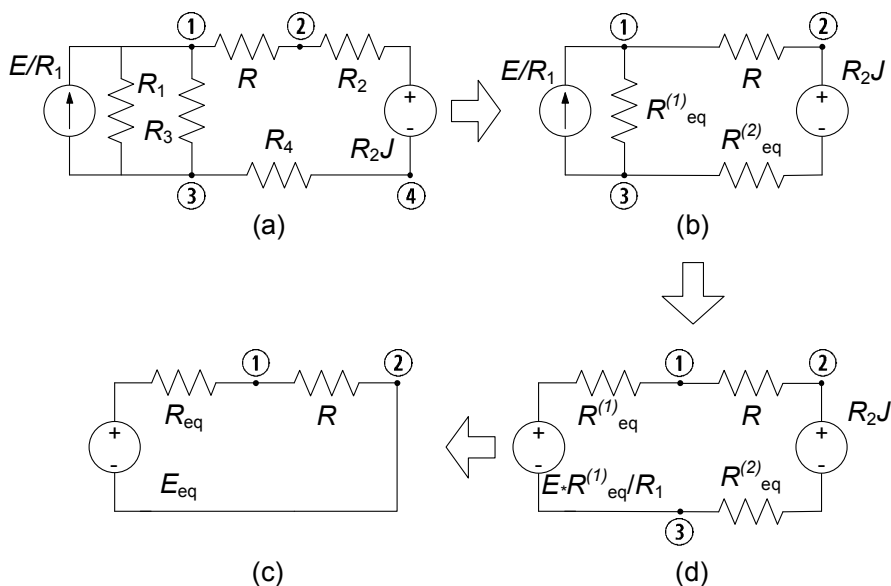 1 2 1 2
E/R1 R1 R R2 + E/R1 R R2J +
R3 R(1)eq
R4 R2J - R(2)eq -
3 4 3
(a) (b)
1 2 1 2
Req R R(1)eq R R2J
+ + +
- - -
Eeq E*R(1)eq/R1 R(2)eq
3
(c) (d)